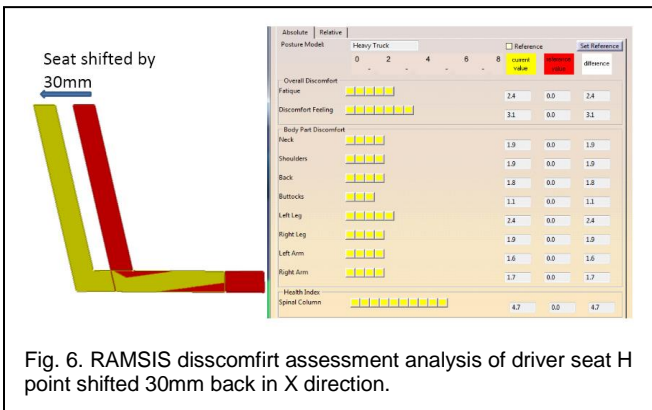 Seat shifted by
30mm
Absolute Relative
Posture Model: Heavy Truck Reference Set Reference
0 2 4 6 8 current value reference value difference
- - - -
Overall Discomfort
Fatigue 2.4 0.0 2.4
Discomfort Feeling 3.1 0.0 3.1
Body Part Discomfort
Neck 1.9 0.0 1.9
Shoulders 1.9 0.0 1.9
Back 1.8 0.0 1.8
Buttocks 1.1 0.0 1.1
Left Leg 2.4 0.0 2.4
Right Leg 1.9 0.0 1.9
Left Arm 1.6 0.0 1.6
Right Arm 1.7 0.0 1.7
Health Index
Spinal Column 4.7 0.0 4.7
Fig. 6. RAMSIS disscomfirt assessment analysis of driver seat H
point shifted 30mm back in X direction.